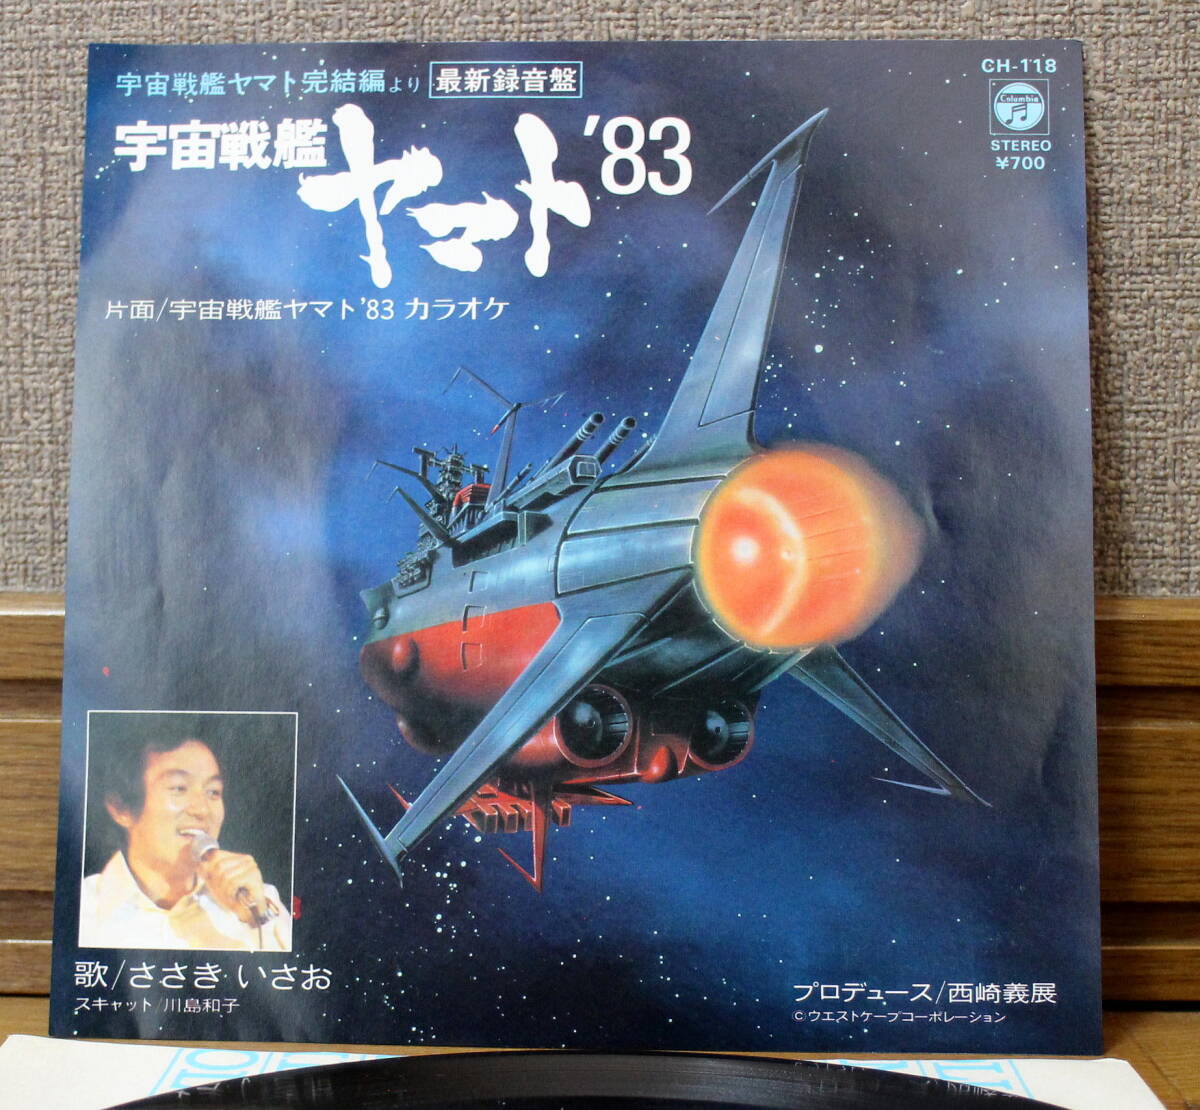 宇宙戦艦ヤマト完結編より 最新録音盤
CH-118
Columbia
STEREO
¥700
宇宙戦艦
ヤマト'83
片面/宇宙戦艦ヤマト'83 カラオケ
歌/ささき いさお
スキャット/川島和子
プロデュース/西崎義展
©ウエストケープコーポレーション